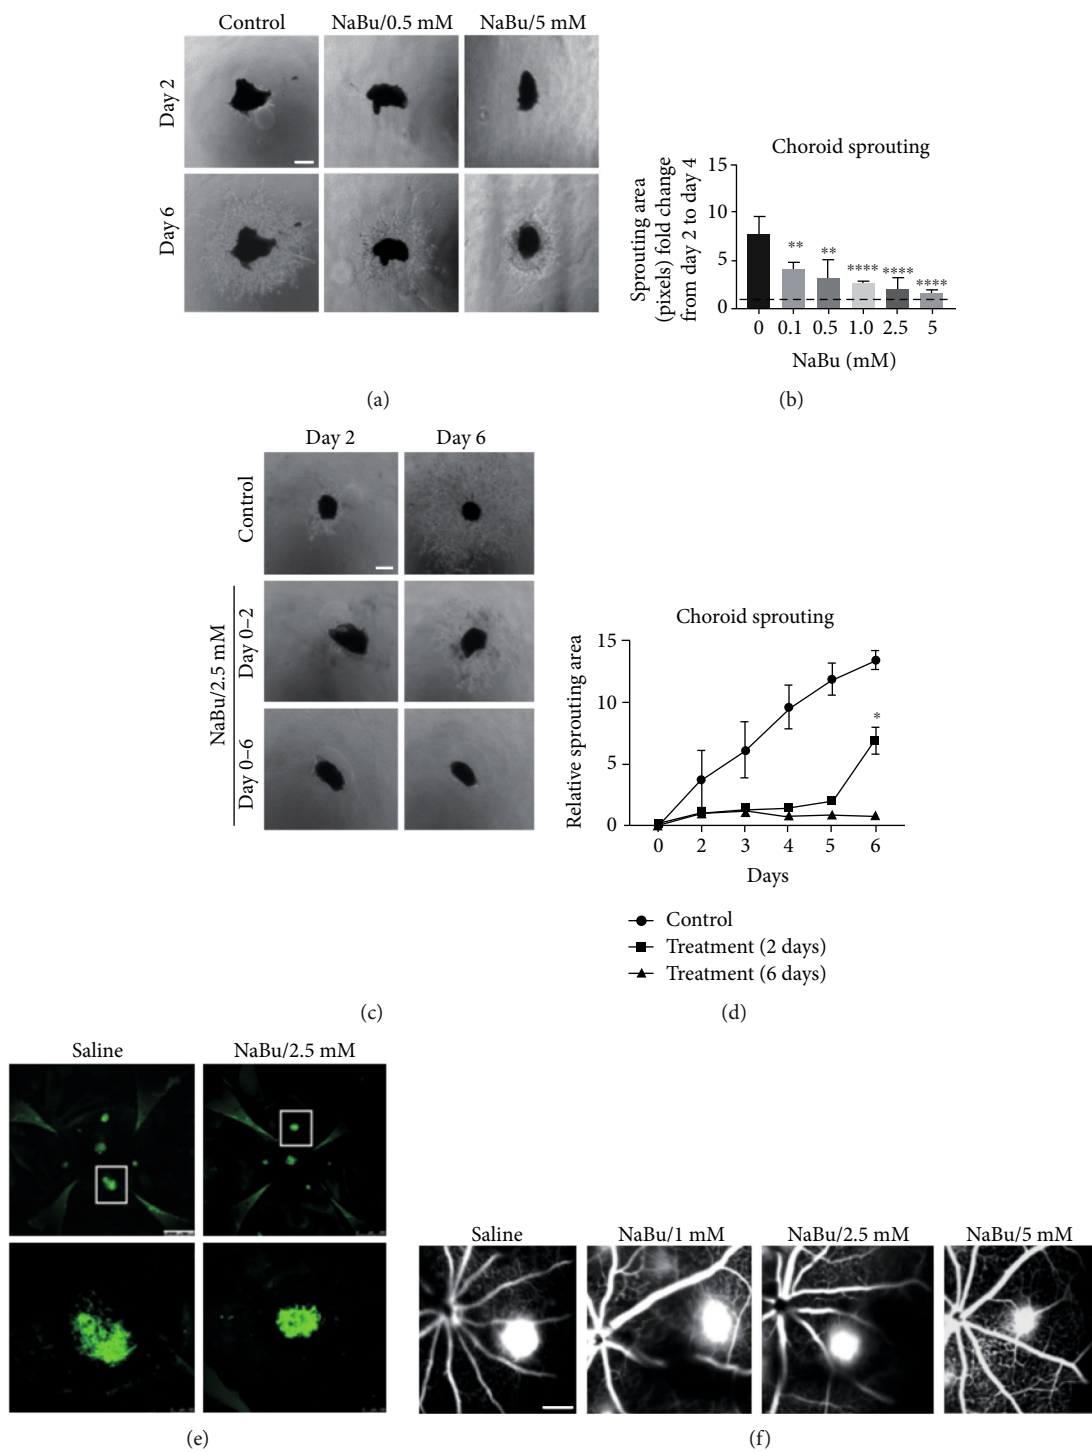 Control NaBu/0.5 mM NaBu/5 mM
Day 2
Day 6
(a)
Choroid sprouting
Sprouting area
(pixels) fold change
from day 2 to day 4
15
10
5
0
** ** **** **** ****
0 0.1 0.5 1.0 2.5 5
NaBu (mM)
(b)
Day 2 Day 6
Control
NaBu/2.5 mM
Day 0–2
Day 0–6
(c)
Choroid sprouting
Relative sprouting area
15
10
5
0
*
0 2 3 4 5 6
Days
Control
Treatment (2 days)
Treatment (6 days)
(d)
Saline NaBu/2.5 mM
(e)
Saline NaBu/1 mM NaBu/2.5 mM NaBu/5 mM
(f)